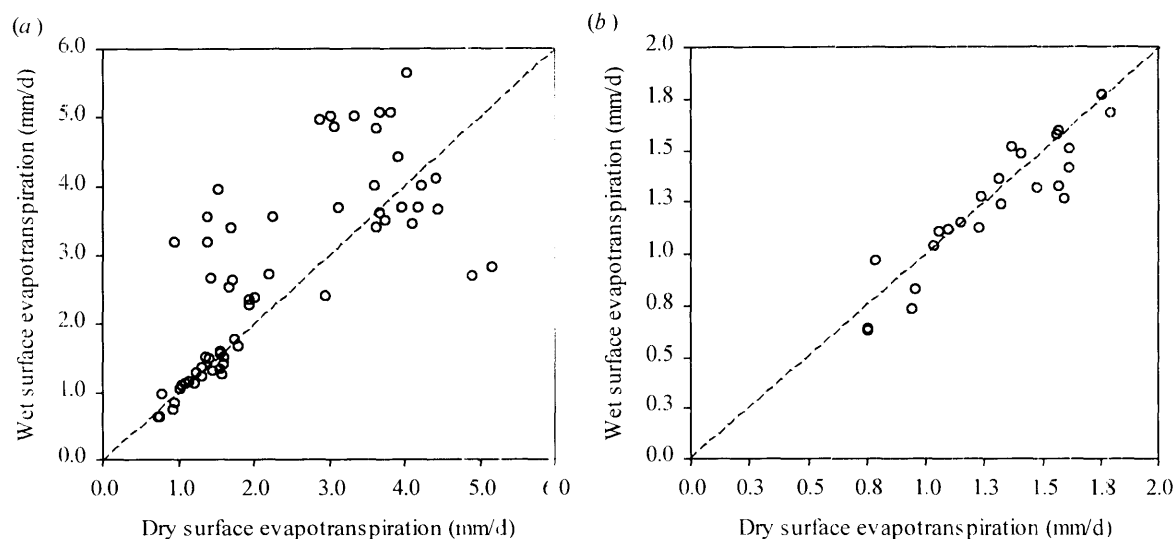 (a)
6.0
5.0
4.0
3.0
2.0
1.0
0.0
Wet surface evapotranspiration (mm/d)
0.0 1.0 2.0 3.0 4.0 5.0 6 0
Dry surface evapotranspiration (mm/d)
(b)
2.0
1.8
1.5
1.3
1.0
0.8
0.5
0.3
0.0
Wet surface evapotranspiration (mm/d)
0.0 0.3 0.5 0.8 1.0 1.3 1.5 1.8 2.0
Dry surface evapotranspiration (mm/d)